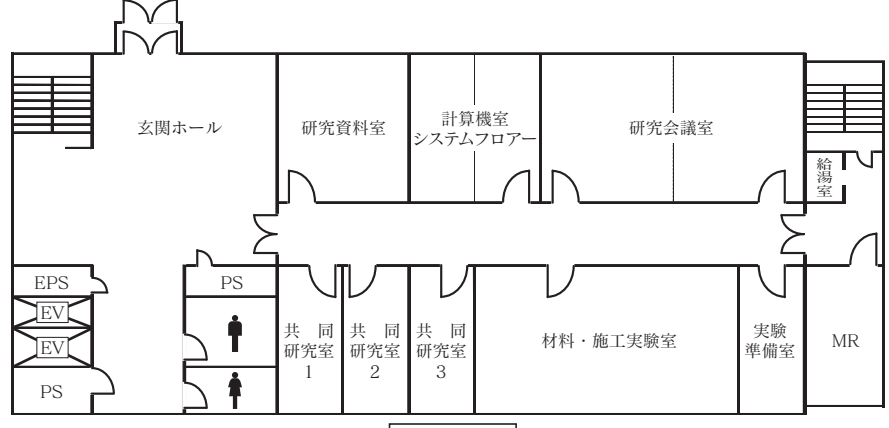 玄関ホール
研究資料室
計算機室
システムフロアー
研究会議室
給湯室
EPS
EV
EV
PS
PS
共 同
研究室
1
共 同
研究室
2
共 同
研究室
3
材料・施工実験室
実験
準備室
MR